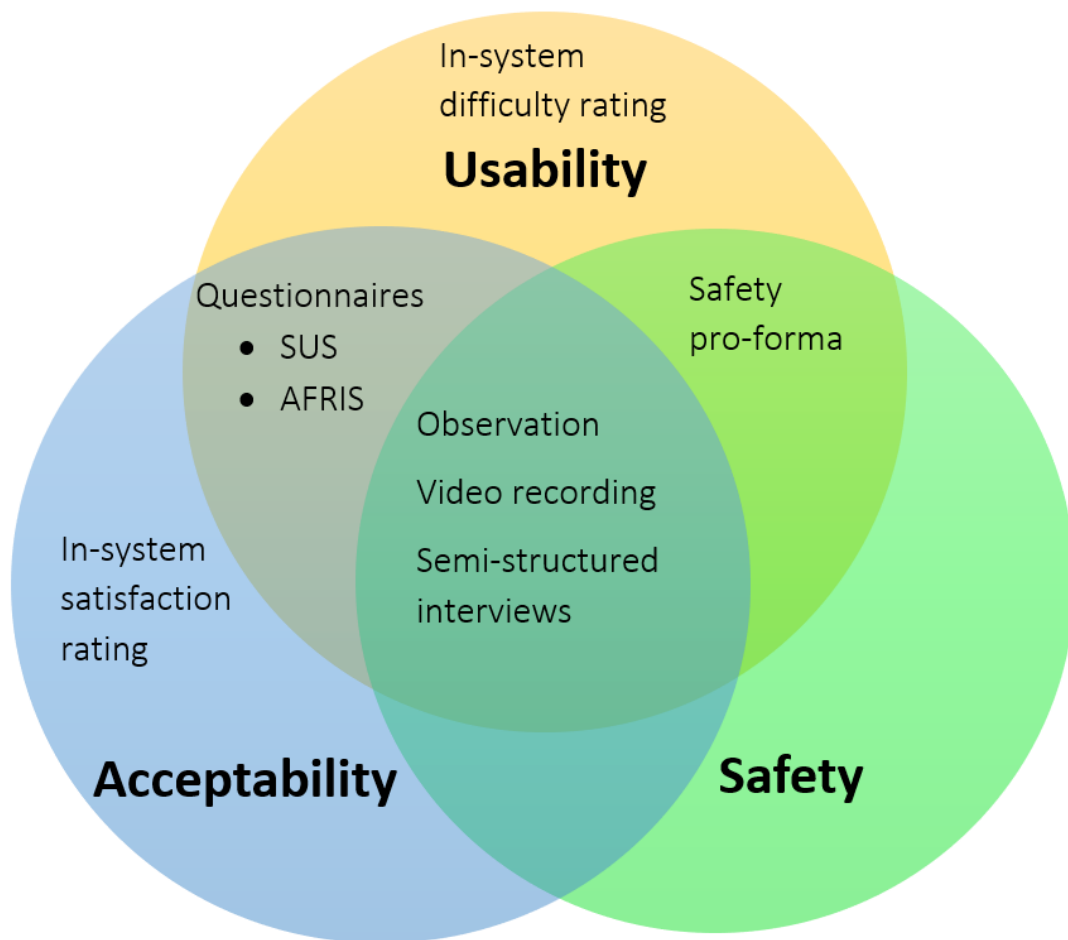 In-system
difficulty rating
Usability
Questionnaires
• SUS
• AFRIS
Safety
pro-forma
Observation
Video recording
Semi-structured
interviews
In-system
satisfaction
rating
Acceptability
Safety